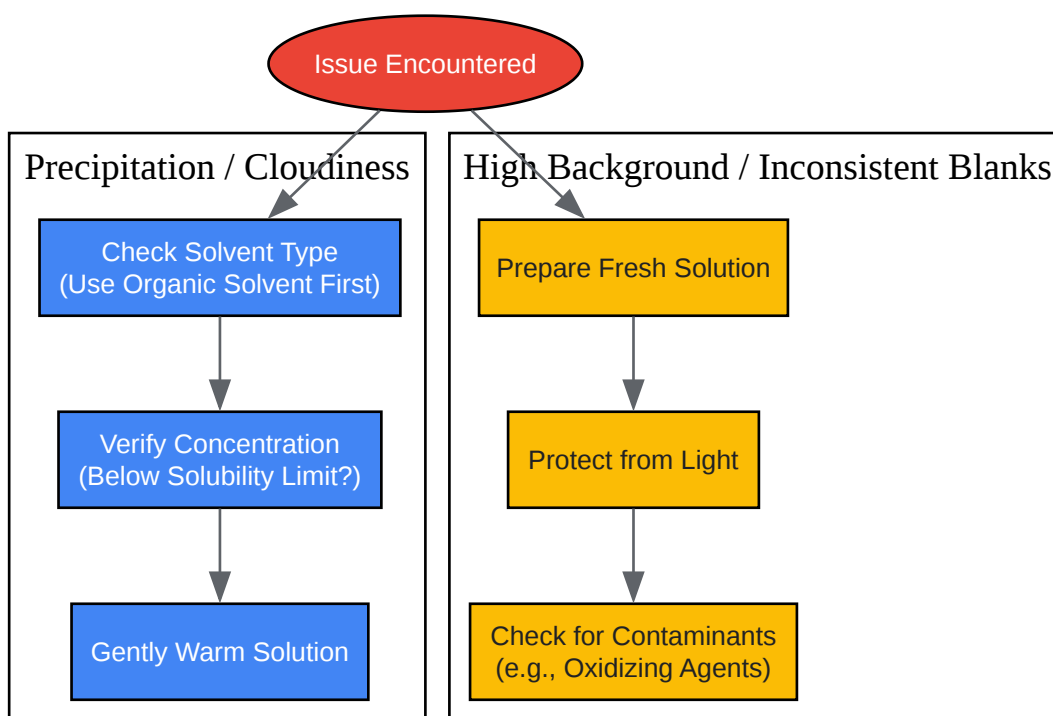 Issue Encountered
Precipitation / Cloudiness
Check Solvent Type
(Use Organic Solvent First)
Verify Concentration
(Below Solubility Limit?)
Gently Warm Solution
High Background / Inconsistent Blanks
Prepare Fresh Solution
Protect from Light
Check for Contaminants
(e.g., Oxidizing Agents)